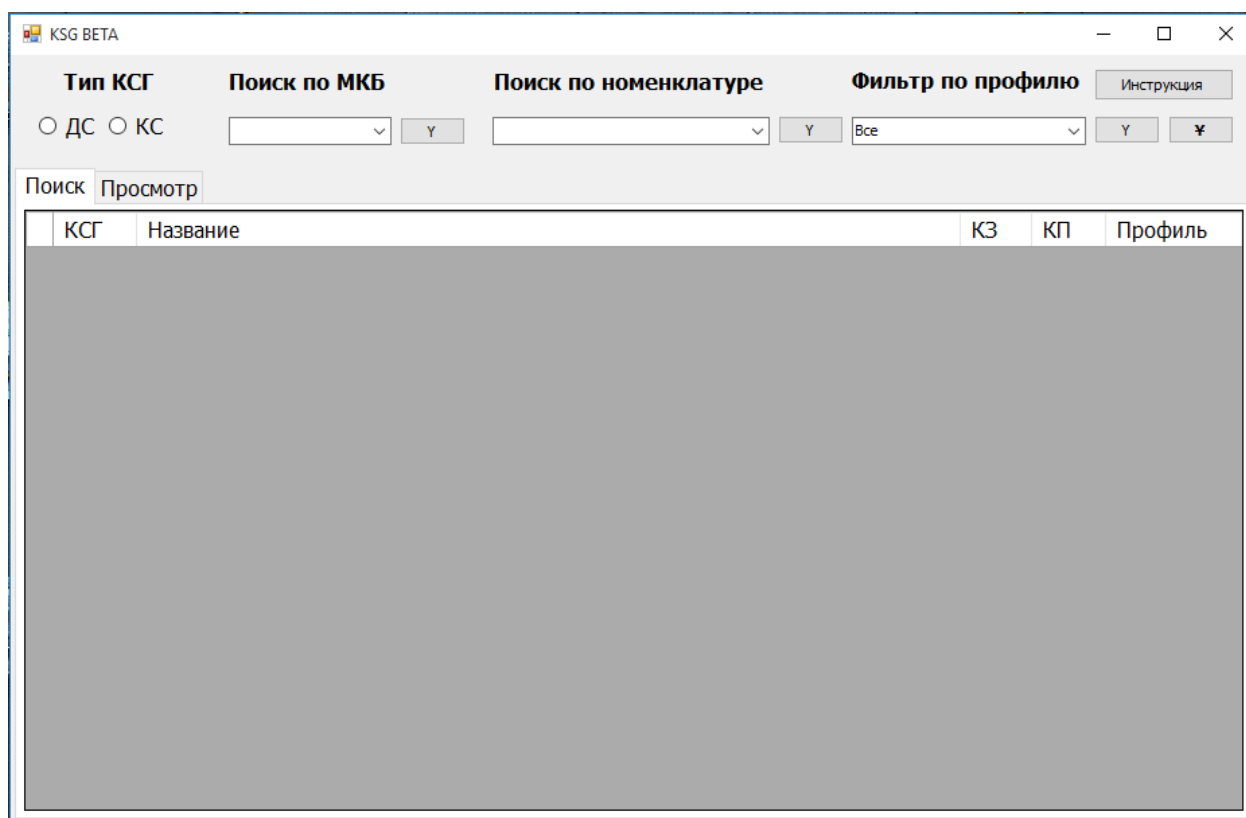 KSG BETA
Тип КСГ Поиск по МКБ Поиск по номенклатуре Фильтр по профилю Инструкция
ДС КС Y Y Все Y ¥
Поиск Просмотр
КСГ Название КЗ КП Профиль